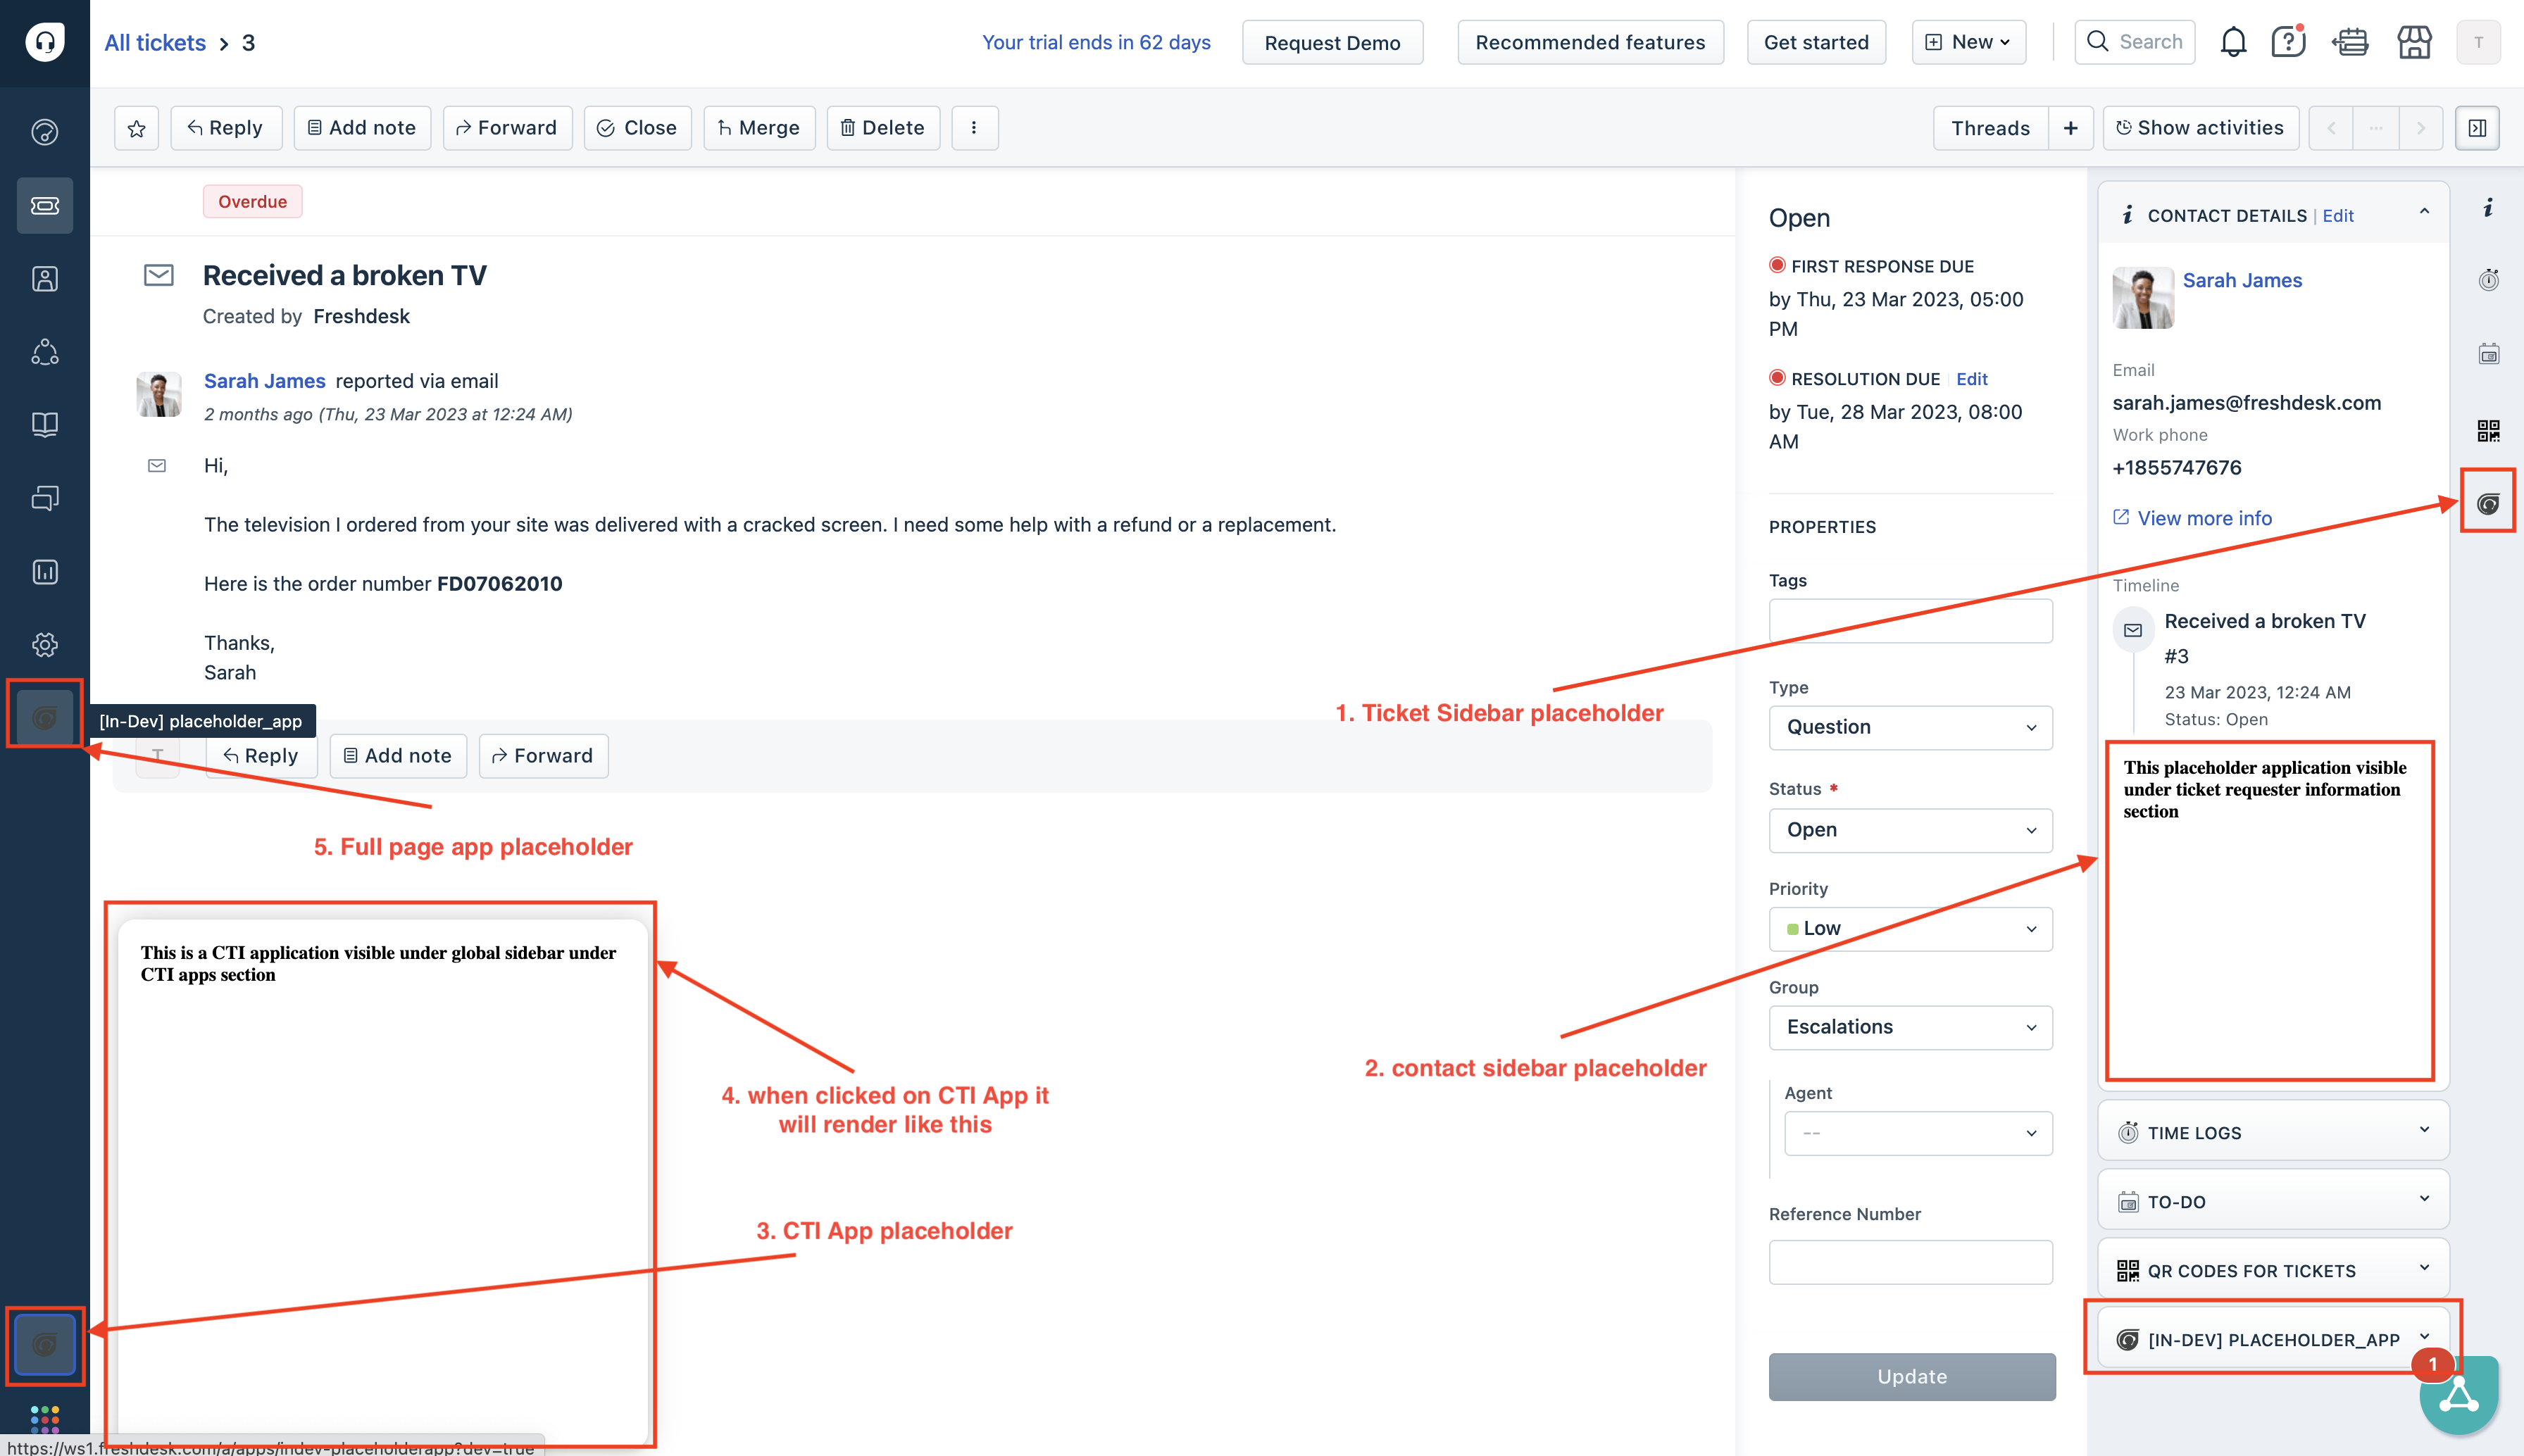 All tickets > 3
Your trial ends in 62 days
Request Demo
Recommended features
Get started
New
Search
T
Reply
Add note
Forward
Close
Merge
Delete
Threads
+
Show activities
Overdue
Received a broken TV
Created by Freshdesk
Sarah James reported via email
2 months ago (Thu, 23 Mar 2023 at 12:24 AM)
Hi,
The television I ordered from your site was delivered with a cracked screen. I need some help with a refund or a replacement.
Here is the order number FD07062010
Thanks,
Sarah
[In-Dev] placeholder_app
T
Reply
Add note
Forward
5. Full page app placeholder
This is a CTI application visible under global sidebar under
CTI apps section
4. when clicked on CTI App it
will render like this
3. CTI App placeholder
1. Ticket Sidebar placeholder
2. contact sidebar placeholder
https://ws1.freshdesk.com/a/apps/indev-placeholderapp?dev=true
Open
FIRST RESPONSE DUE
by Thu, 23 Mar 2023, 05:00
PM
RESOLUTION DUE Edit
by Tue, 28 Mar 2023, 08:00
AM
PROPERTIES
Tags
Type
Question
Status *
Open
Priority
Low
Group
Escalations
Agent
--
Reference Number
Update
CONTACT DETAILS | Edit
Sarah James
Email
sarah.james@freshdesk.com
Work phone
+1855747676
View more info
Timeline
Received a broken TV
#3
23 Mar 2023, 12:24 AM
Status: Open
This placeholder application visible
under ticket requester information
section
TIME LOGS
TO-DO
QR CODES FOR TICKETS
[IN-DEV] PLACEHOLDER_APP
1